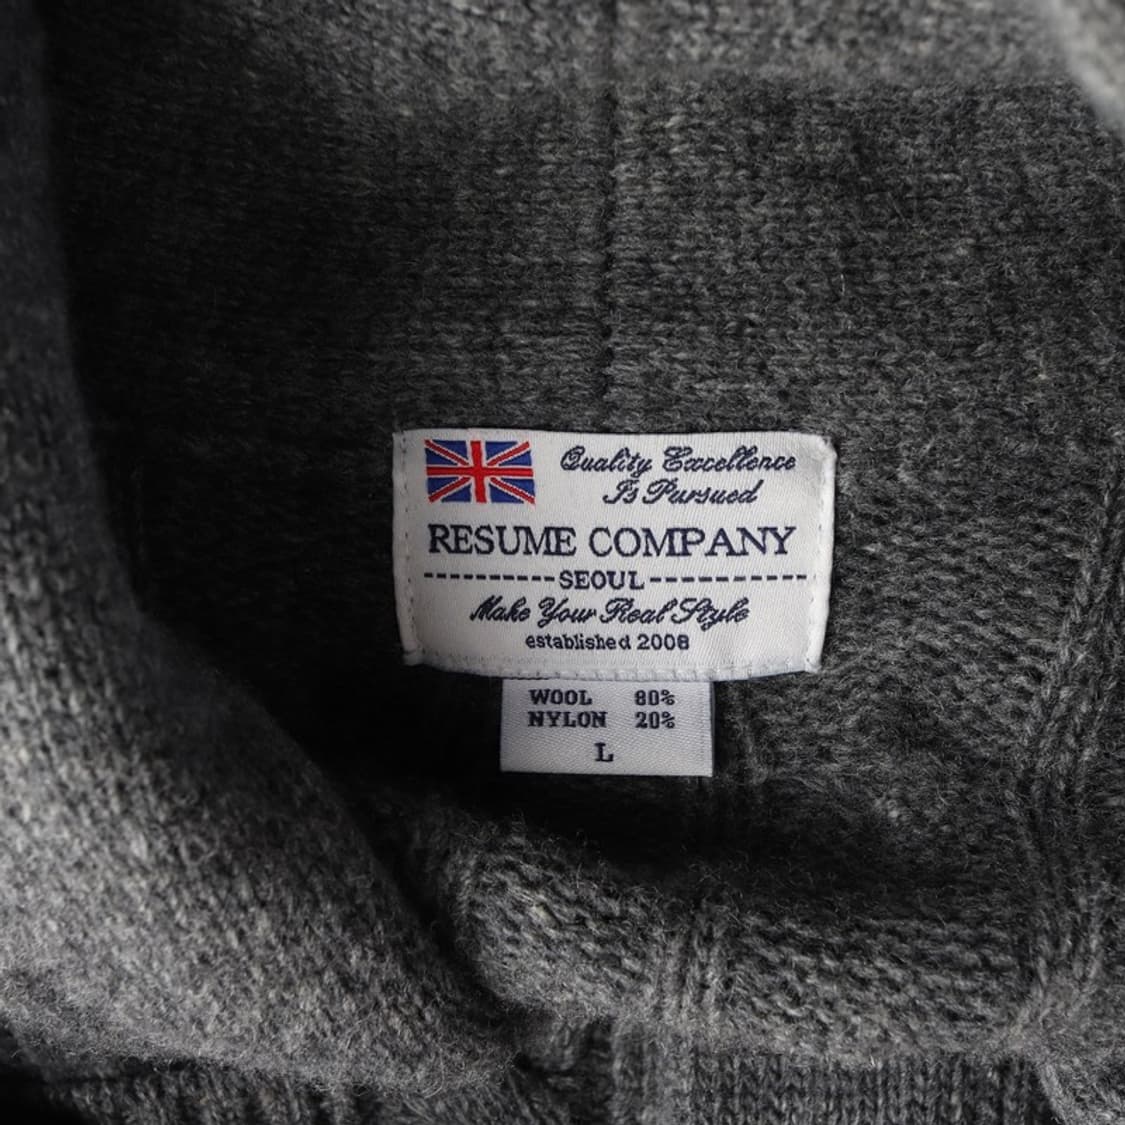 Quality Excellence
Is Pursued
RESUME COMPANY
SEOUL
Make Your Real Style
established 2008
WOOL 80%
NYLON 20%
L